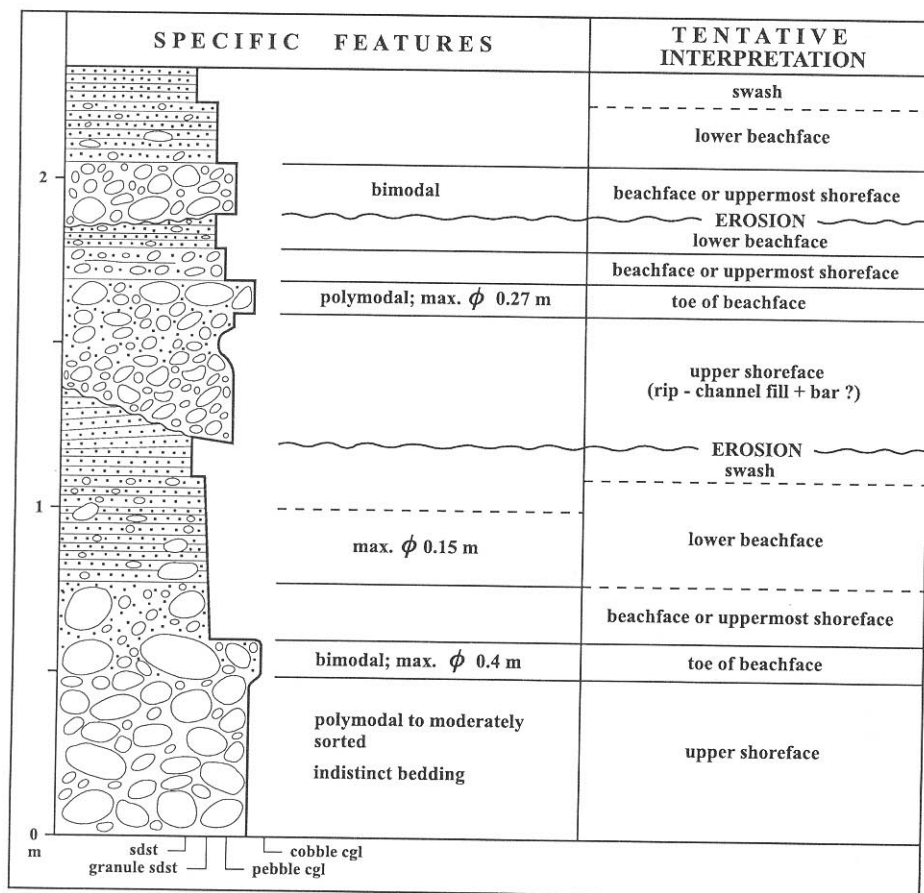 SPECIFIC FEATURES
TENTATIVE
INTERPRETATION
swash
lower beachface
2
bimodal
beachface or uppermost shoreface
EROSION
lower beachface
beachface or uppermost shoreface
polymodal; max. ϕ 0.27 m
toe of beachface
upper shoreface
(rip - channel fill + bar ?)
EROSION
swash
1
max. ϕ 0.15 m
lower beachface
beachface or uppermost shoreface
bimodal; max. ϕ 0.4 m
toe of beachface
polymodal to moderately
sorted
indistinct bedding
upper shoreface
0
m
sdst
cobble cgl
granule sdst
pebble cgl